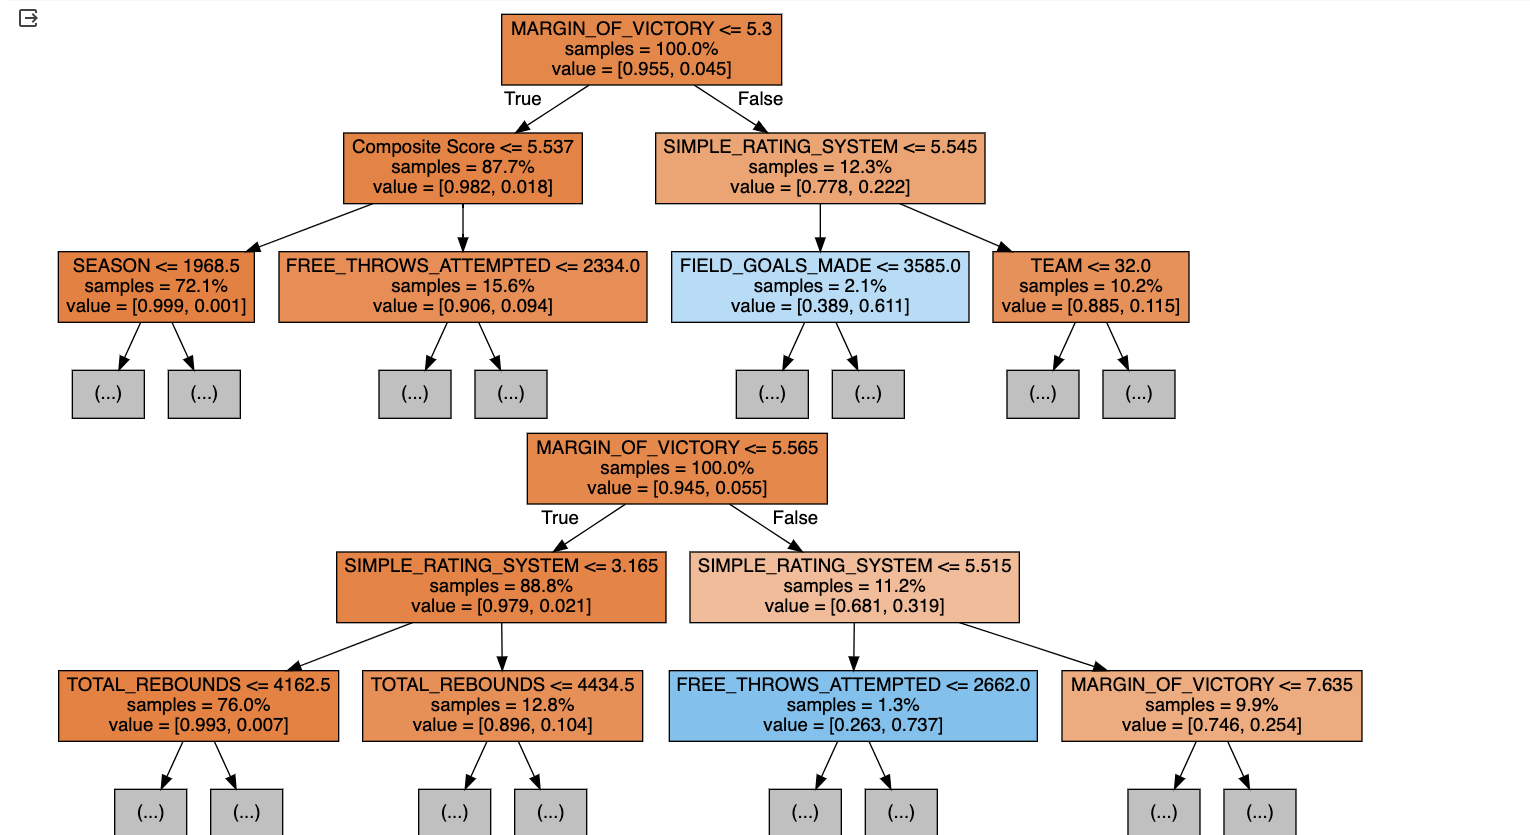 MARGIN_OF_VICTORY <= 5.3
samples = 100.0%
value = [0.955, 0.045]
True
False
Composite Score <= 5.537
samples = 87.7%
value = [0.982, 0.018]
SIMPLE_RATING_SYSTEM <= 5.545
samples = 12.3%
value = [0.778, 0.222]
SEASON <= 1968.5
samples = 72.1%
value = [0.999, 0.001]
FREE_THROWS_ATTEMPTED <= 2334.0
samples = 15.6%
value = [0.906, 0.094]
FIELD_GOALS_MADE <= 3585.0
samples = 2.1%
value = [0.389, 0.611]
TEAM <= 32.0
samples = 10.2%
value = [0.885, 0.115]
(...)
(...)
(...)
(...)
(...)
(...)
(...)
(...)
MARGIN_OF_VICTORY <= 5.565
samples = 100.0%
value = [0.945, 0.055]
True
False
SIMPLE_RATING_SYSTEM <= 3.165
samples = 88.8%
value = [0.979, 0.021]
SIMPLE_RATING_SYSTEM <= 5.515
samples = 11.2%
value = [0.681, 0.319]
TOTAL_REBOUNDS <= 4162.5
samples = 76.0%
value = [0.993, 0.007]
TOTAL_REBOUNDS <= 4434.5
samples = 12.8%
value = [0.896, 0.104]
FREE_THROWS_ATTEMPTED <= 2662.0
samples = 1.3%
value = [0.263, 0.737]
MARGIN_OF_VICTORY <= 7.635
samples = 9.9%
value = [0.746, 0.254]
(...)
(...)
(...)
(...)
(...)
(...)
(...)
(...)